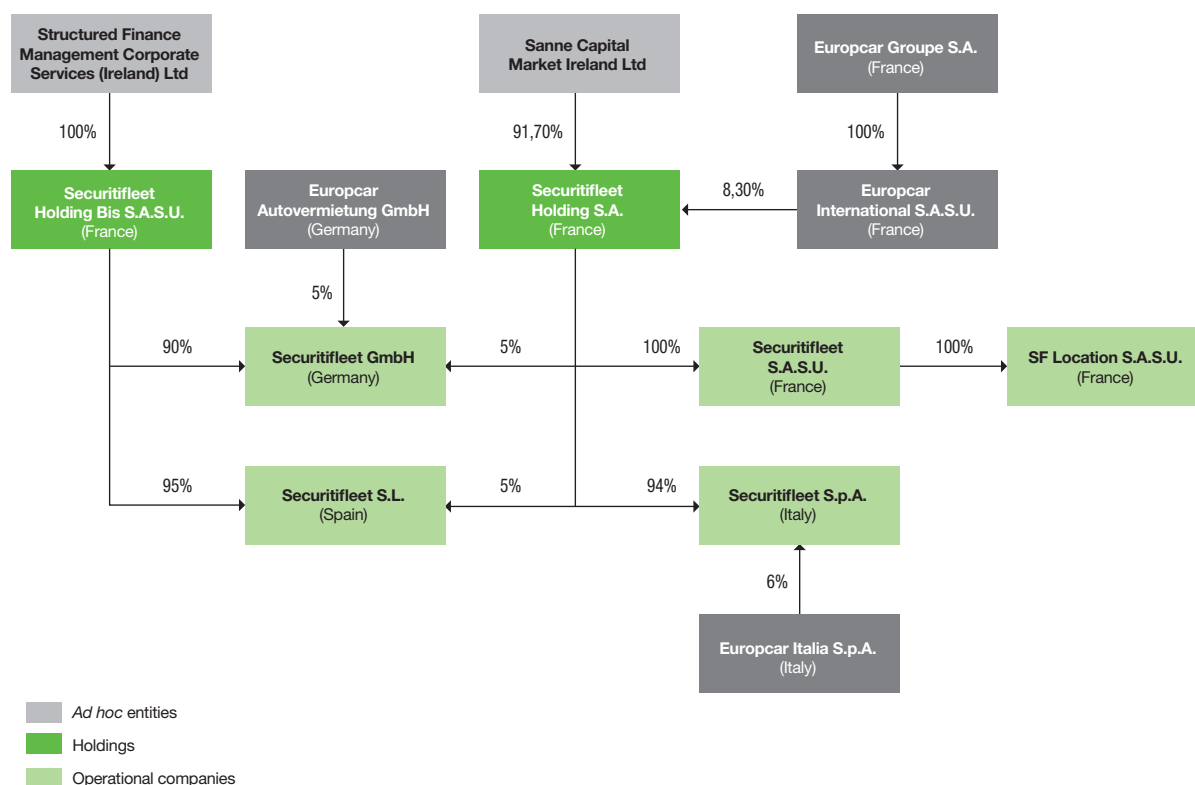 Structured Finance
Management Corporate
Services (Ireland) Ltd
Sanne Capital
Market Ireland Ltd
Europcar Groupe S.A.
(France)
100%
91,70%
100%
Securitifleet
Holding Bis S.A.S.U.
(France)
Europcar
Autovermietung GmbH
(Germany)
Securitifleet
Holding S.A.
(France)
8,30%
Europcar
International S.A.S.U.
(France)
5%
90%
Securitifleet GmbH
(Germany)
5%
100%
Securitifleet
S.A.S.U.
(France)
100%
SF Location S.A.S.U.
(France)
95%
Securitifleet S.L.
(Spain)
5%
94%
Securitifleet S.p.A.
(Italy)
6%
Europcar Italia S.p.A.
(Italy)
Ad hoc entities
Holdings
Operational companies